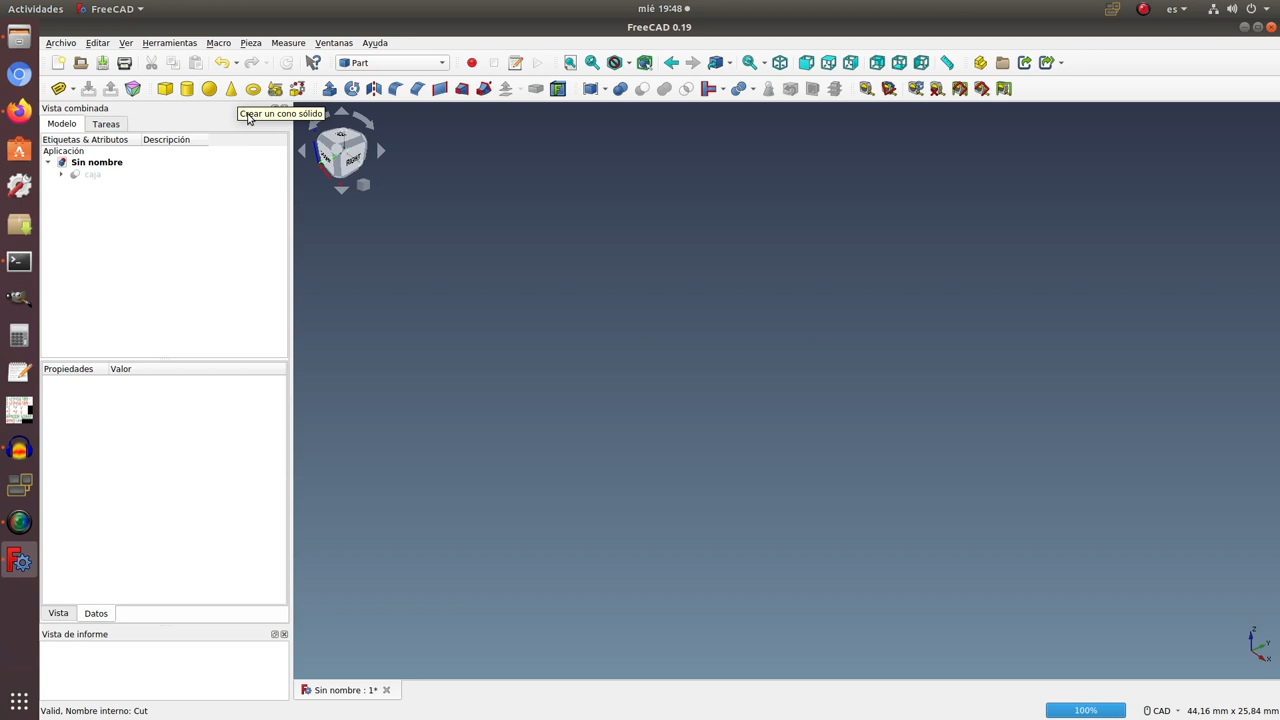 Actividades FreeCAD mié 19:48 es
FreeCAD 0.19
Archivo Editar Ver Herramientas Macro Pieza Measure Ventanas Ayuda
Part
Vista combinada
Crear un cono sólido
Modelo Tareas
Etiquetas & Atributos Descripción
Aplicación
Sin nombre
caja
RIGHT
Propiedades Valor
Vista Datos
Vista de informe
Z
Y
X
Sin nombre : 1*
Valid, Nombre interno: Cut 100% CAD 44,16 mm x 25,84 mm